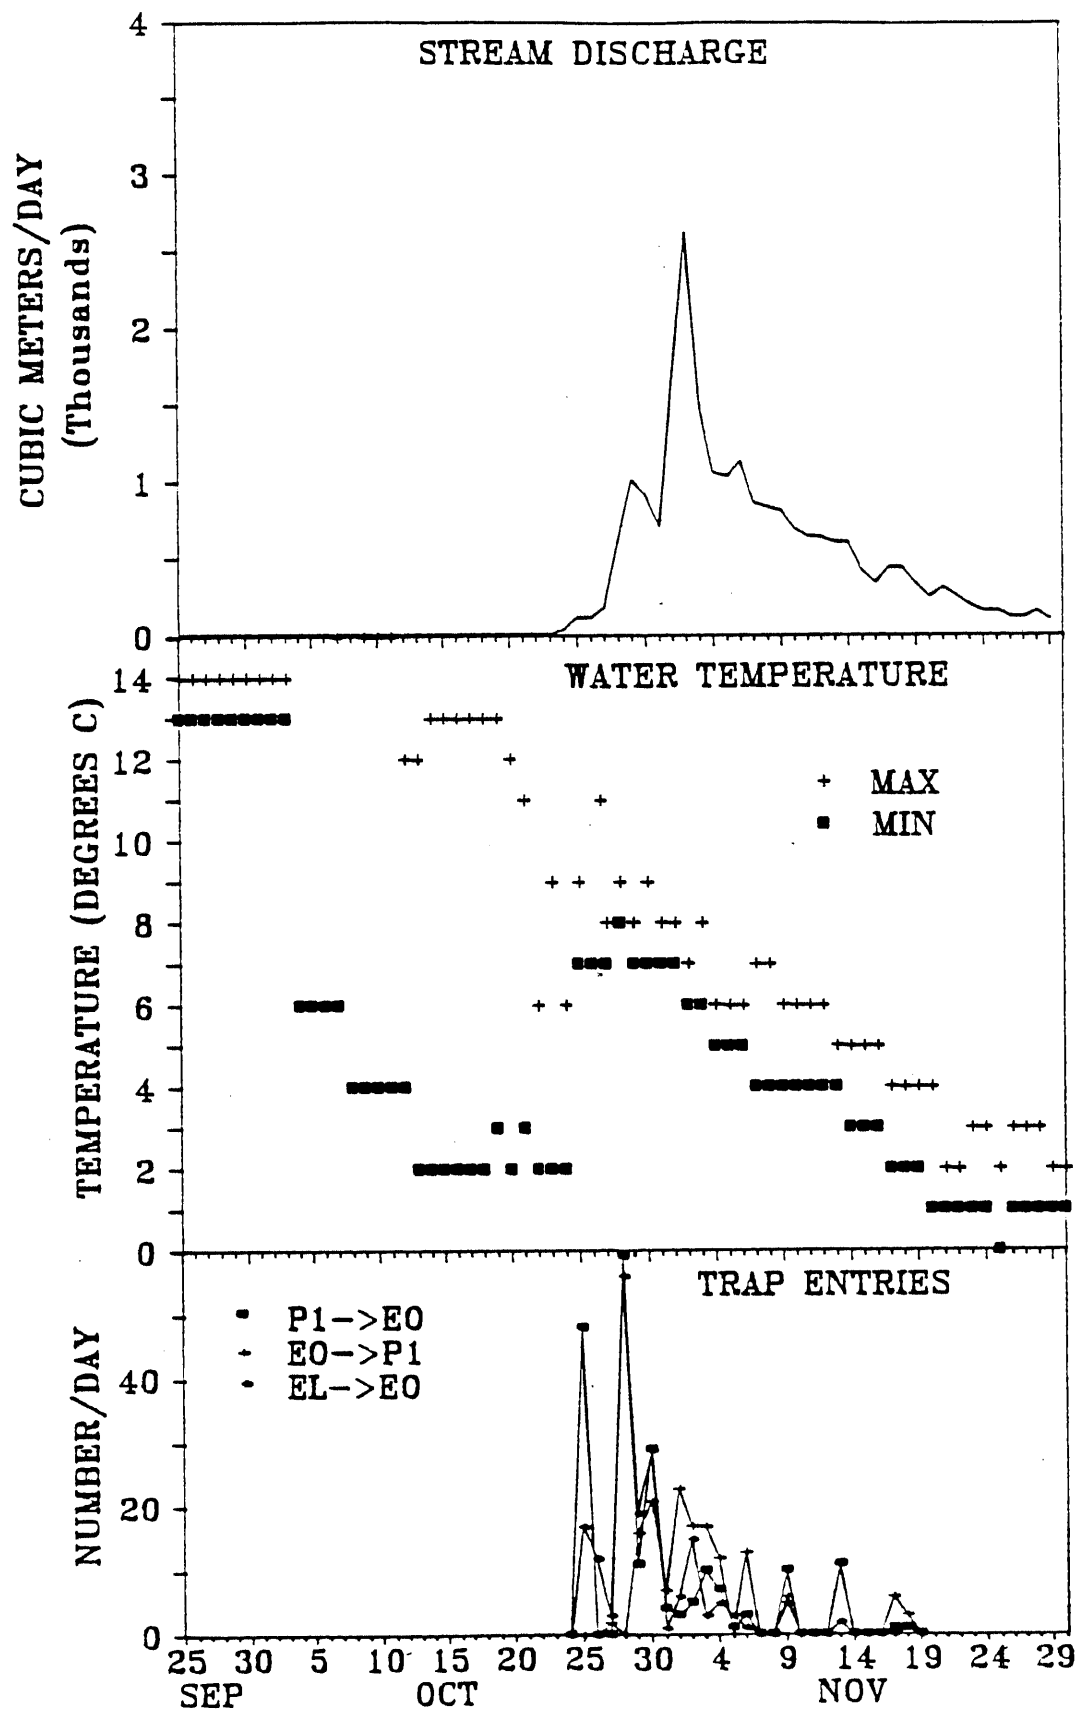 STREAM DISCHARGE
CUBIC METERS/DAY
(Thousands)
4
3
2
1
0
WATER TEMPERATURE
TEMPERATURE (DEGREES C)
14
12
10
8
6
4
2
0
+ MAX
■ MIN
TRAP ENTRIES
NUMBER/DAY
P1->E0
E0->P1
EL->E0
40
20
0
25 30 5 10 15 20 25 30 4 9 14 19 24 29
SEP OCT NOV